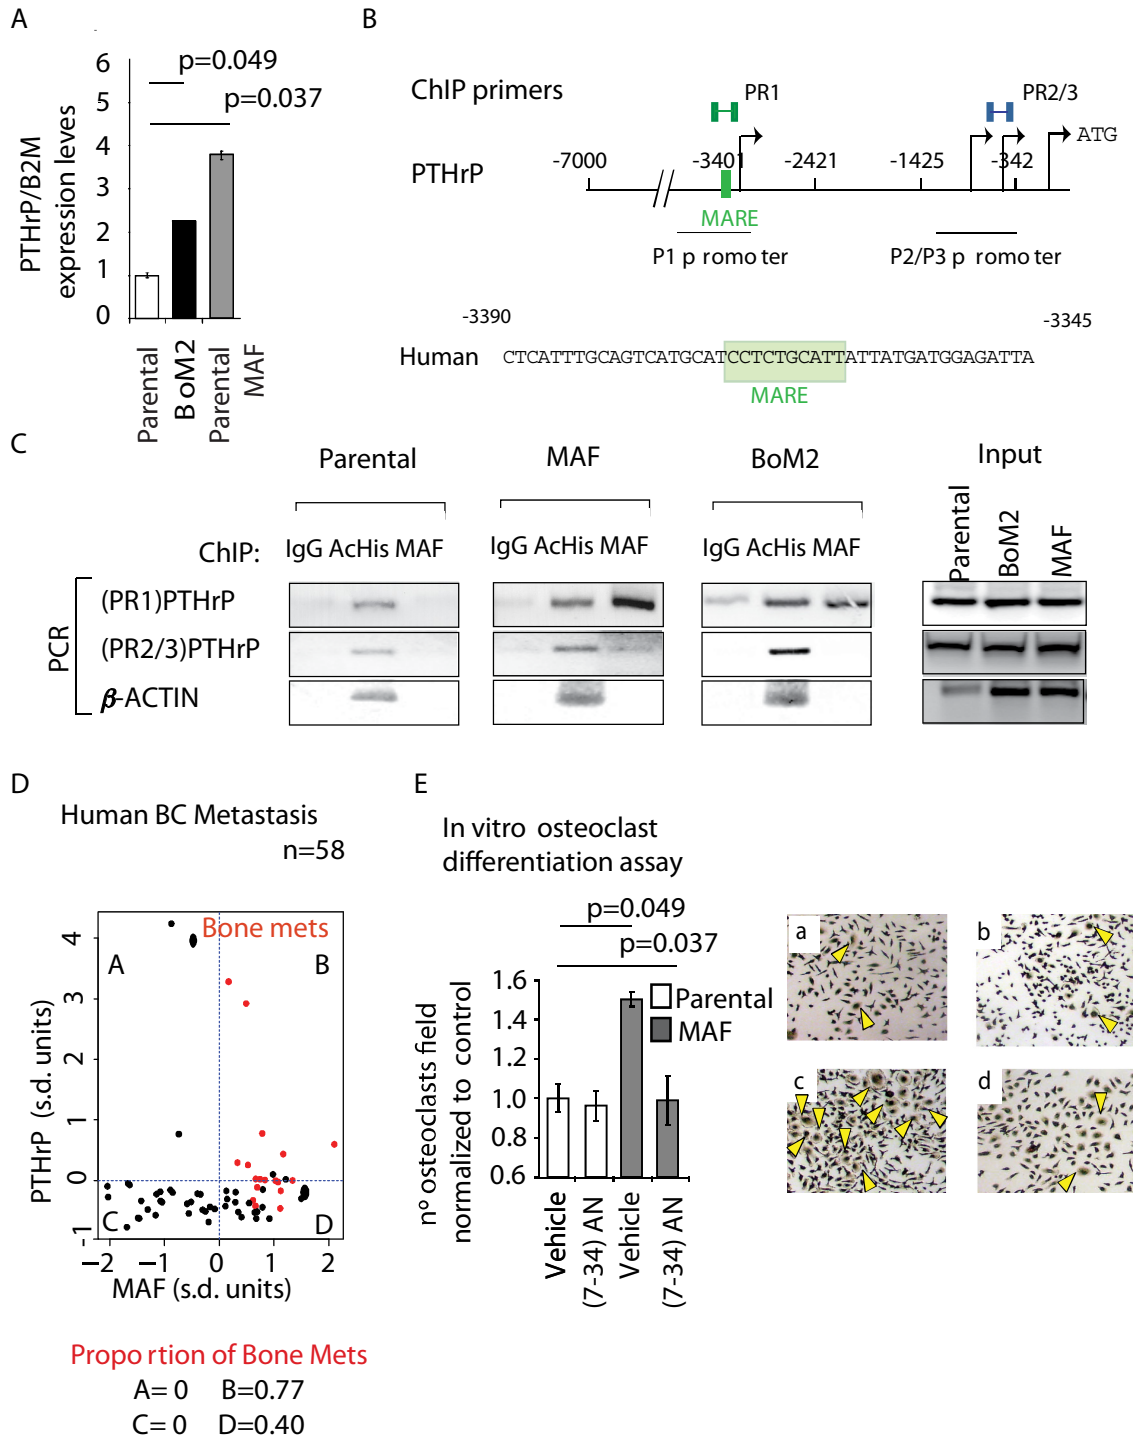 A
PTHrP/B2M
expression leves
6
5
4
3
2
1
0
p=0.049
p=0.037
Parental
BoM2
Parental
MAF
B
ChIP primers
PR1
PR2/3
ATG
PTHrP
-7000
-3401
-2421
-1425
-342
MARE
P1 p romo ter
P2/P3 p romo ter
-3390
-3345
Human
CTCATTTGCAGTCATGCATCCTCTGCATTATTATGATGGAGATTA
MARE
C
Parental
MAF
BoM2
Input
ChIP:
IgG AcHis MAF
IgG AcHis MAF
IgG AcHis MAF
Parental
BoM2
MAF
PCR
(PR1)PTHrP
(PR2/3)PTHrP
β-ACTIN
D
Human BC Metastasis
n=58
Bone mets
A
B
C
D
PTHrP (s.d. units)
4
3
2
1
0
-1
−2
−1
0
1
2
MAF (s.d. units)
Propo rtion of Bone Mets
A= 0 B=0.77
C= 0 D=0.40
E
In vitro osteoclast
differentiation assay
p=0.049
p=0.037
nº osteoclasts field
normalized to control
1.6
1.4
1.2
1.0
0.8
0.6
Parental
MAF
Vehicle
(7-34) AN
Vehicle
(7-34) AN
a
b
c
d